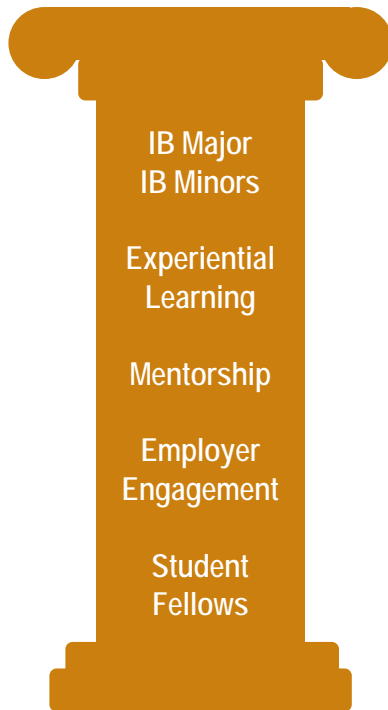 IB Major
IB Minors
Experiential
Learning
Mentorship
Employer
Engagement
Student
Fellows